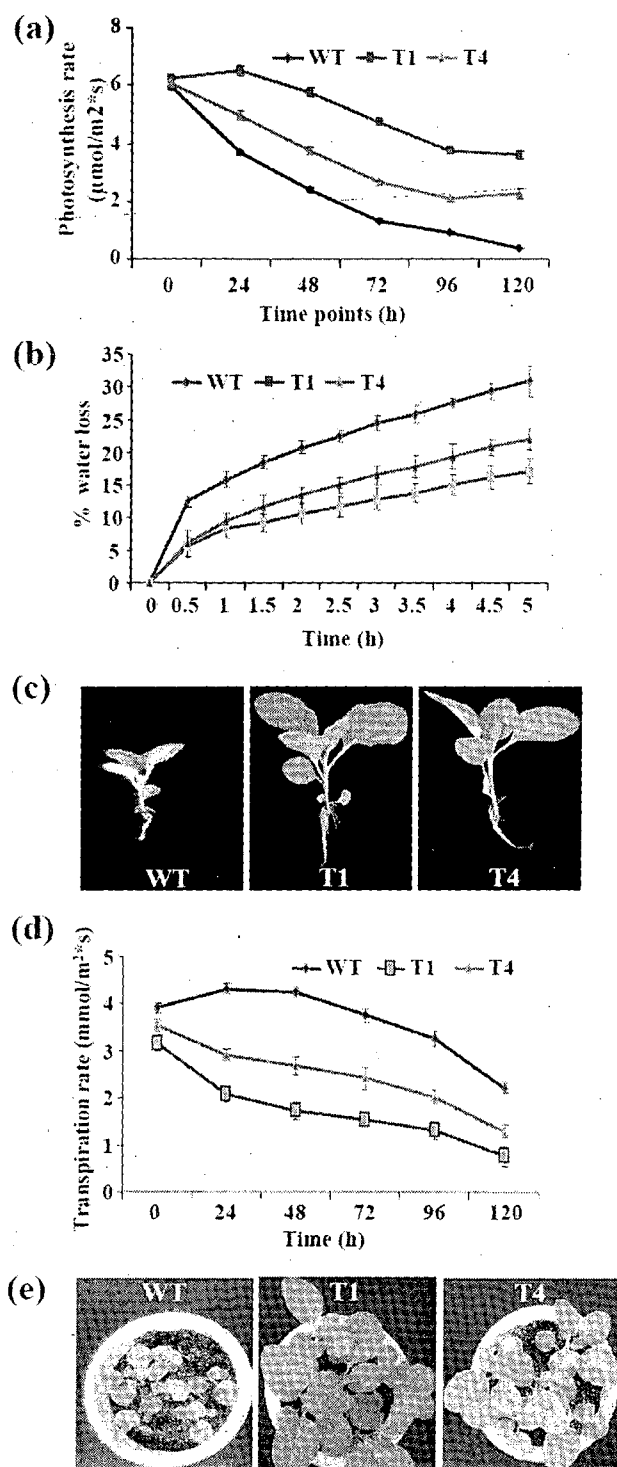 (a)
8
6
4
2
0
Photosynthesis rate
(μmol/m2*s)
WT T1 T4
0 24 48 72 96 120
Time points (h)
(b)
35
30
25
20
15
10
5
0
% water loss
WT T1 T4
0 0.5 1 1.5 2 2.5 3 3.5 4 4.5 5
Time (h)
(c)
WT T1 T4
(d)
5
4
3
2
1
0
Transpiration rate (mmol/m²*s)
WT T1 T4
0 24 48 72 96 120
Time (h)
(e)
WT T1 T4